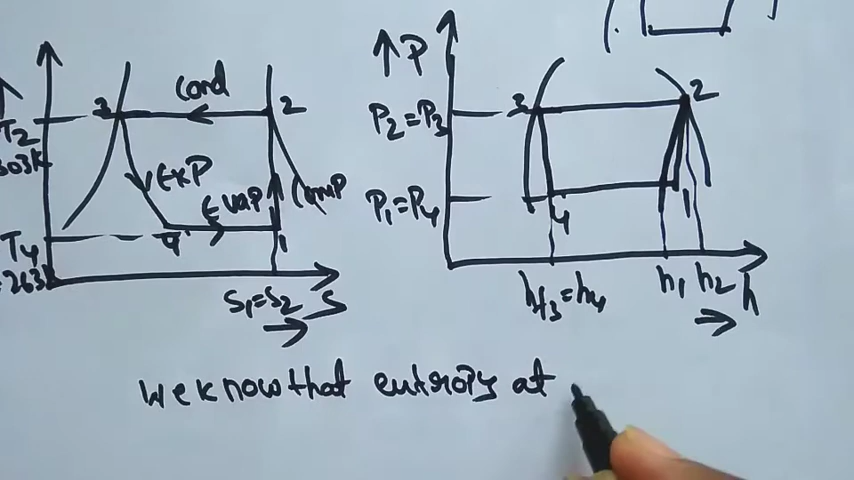 P
3 Cond 2
3 2
T2
303K
P2=P3
EXP
EVAP COMP
4 1
T4
=263K
P1=P4
4 1
S1=S2 S
hf3=h4 h1 h2 h
We know that entropy at